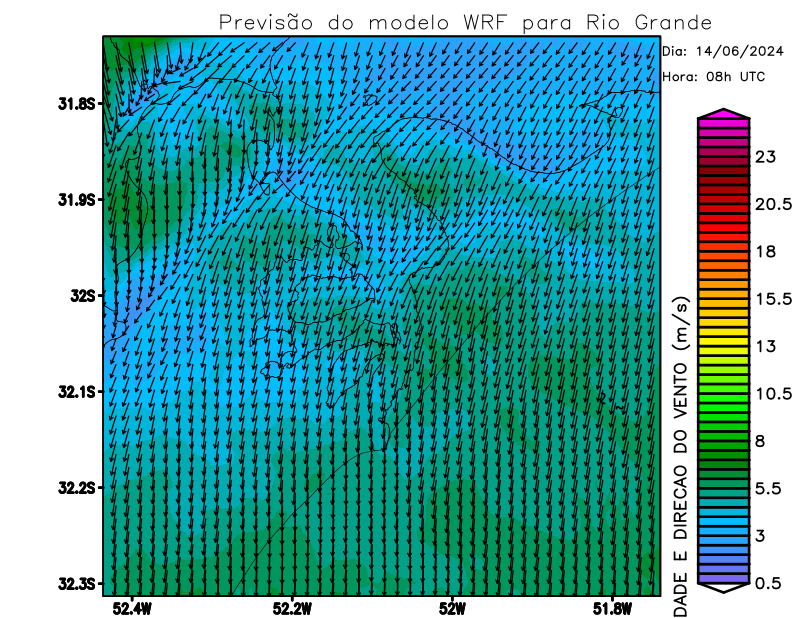 Previsão do modelo WRF para Rio Grande
Dia: 14/06/2024
Hora: 08h UTC
31.8S
31.9S
32S
32.1S
32.2S
32.3S
52.4W
52.2W
52W
51.8W
23
20.5
18
15.5
13
10.5
8
5.5
3
0.5
DADE E DIRECAO DO VENTO (m/s)